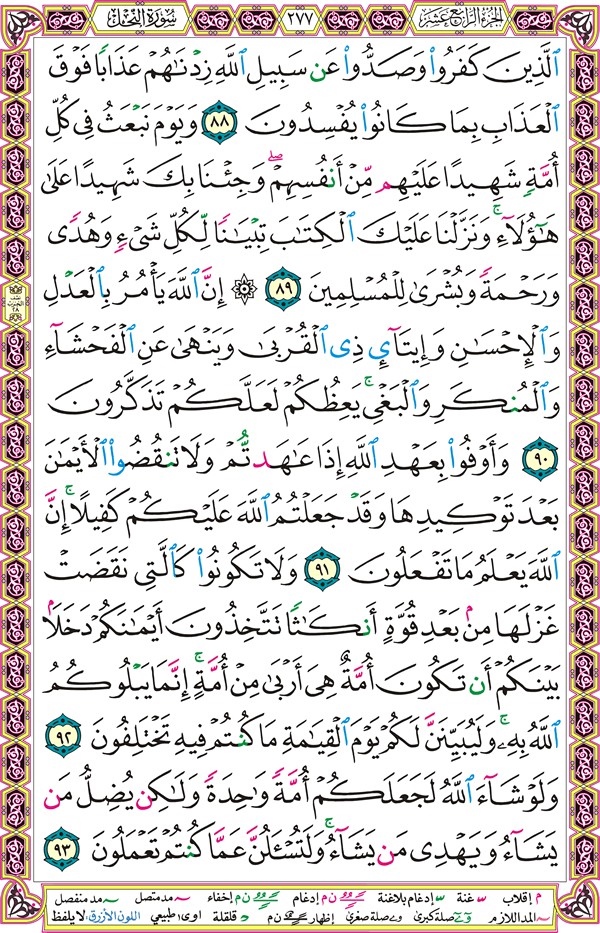 سورة النحل
٢٧٧
الجزء الرابع عشر
ٱلَّذِينَ كَفَرُوا۟ وَصَدُّوا۟ عَن سَبِيلِ ٱللَّهِ زِدْنَـٰهُمْ عَذَابًا فَوْقَ
ٱلْعَذَابِ بِمَا كَانُوا۟ يُفْسِدُونَ ٨٨ وَيَوْمَ نَبْعَثُ فِى كُلِّ
أُمَّةٍ شَهِيدًا عَلَيْهِم مِّنْ أَنفُسِهِمْ ۖ وَجِئْنَا بِكَ شَهِيدًا عَلَىٰ
هَـٰٓؤُلَآءِ ۚ وَنَزَّلْنَا عَلَيْكَ ٱلْكِتَـٰبَ تِبْيَـٰنًا لِّكُلِّ شَىْءٍ وَهُدًى
وَرَحْمَةً وَبُشْرَىٰ لِلْمُسْلِمِينَ ٨٩ ۞ إِنَّ ٱللَّهَ يَأْمُرُ بِٱلْعَدْلِ
وَٱلْإِحْسَـٰنِ وَإِيتَآئِ ذِى ٱلْقُرْبَىٰ وَيَنْهَىٰ عَنِ ٱلْفَحْشَآءِ
وَٱلْمُنكَرِ وَٱلْبَغْىِ ۚ يَعِظُكُمْ لَعَلَّكُمْ تَذَكَّرُونَ
٩٠ وَأَوْفُوا۟ بِعَهْدِ ٱللَّهِ إِذَا عَـٰهَدتُّمْ وَلَا تَنقُضُوا۟ ٱلْأَيْمَـٰنَ
بَعْدَ تَوْكِيدِهَا وَقَدْ جَعَلْتُمُ ٱللَّهَ عَلَيْكُمْ كَفِيلًا ۚ إِنَّ
ٱللَّهَ يَعْلَمُ مَا تَفْعَلُونَ ٩١ وَلَا تَكُونُوا۟ كَٱلَّتِى نَقَضَتْ
غَزْلَهَا مِنۢ بَعْدِ قُوَّةٍ أَنكَـٰثًا تَتَّخِذُونَ أَيْمَـٰنَكُمْ دَخَلًۢا
بَيْنَكُمْ أَن تَكُونَ أُمَّةٌ هِىَ أَرْبَىٰ مِنْ أُمَّةٍ ۚ إِنَّمَا يَبْلُوكُمُ
ٱللَّهُ بِهِۦ ۚ وَلَيُبَيِّنَنَّ لَكُمْ يَوْمَ ٱلْقِيَـٰمَةِ مَا كُنتُمْ فِيهِ تَخْتَلِفُونَ ٩٢
وَلَوْ شَآءَ ٱللَّهُ لَجَعَلَكُمْ أُمَّةً وَٰحِدَةً وَلَـٰكِن يُضِلُّ مَن
يَشَآءُ وَيَهْدِى مَن يَشَآءُ ۚ وَلَتُسْـَٔلُنَّ عَمَّا كُنتُمْ تَعْمَلُونَ ٩٣
م إقلاب غنة إدغام بلاغنة ن م إدغام إخفاء مد متصل مد منفصل
المد اللازم صلة كبرى صلة صغرى إظهار ن م قلقلة اوى طبيعي اللون الأزرق: لا يلفظ